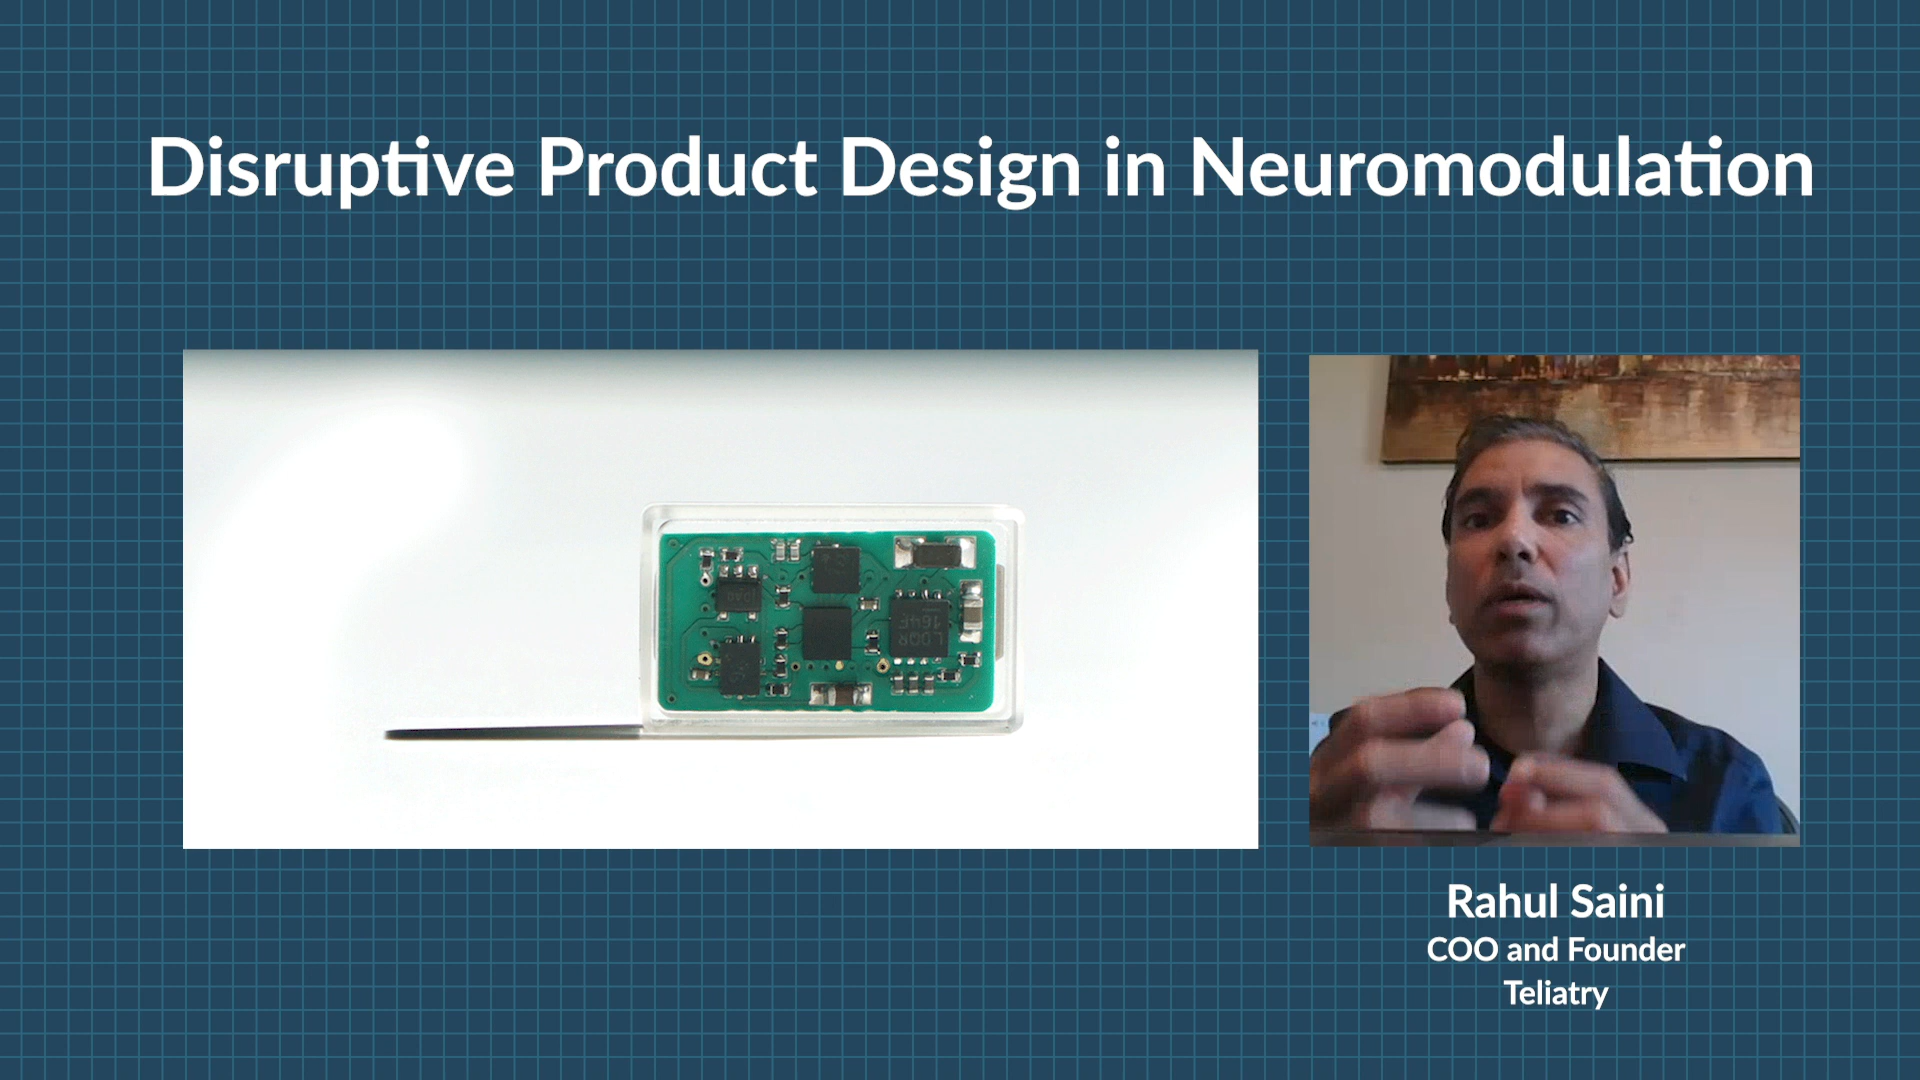 Disruptive Product Design in Neuromodulation
Rahul Saini
COO and Founder
Teliatry